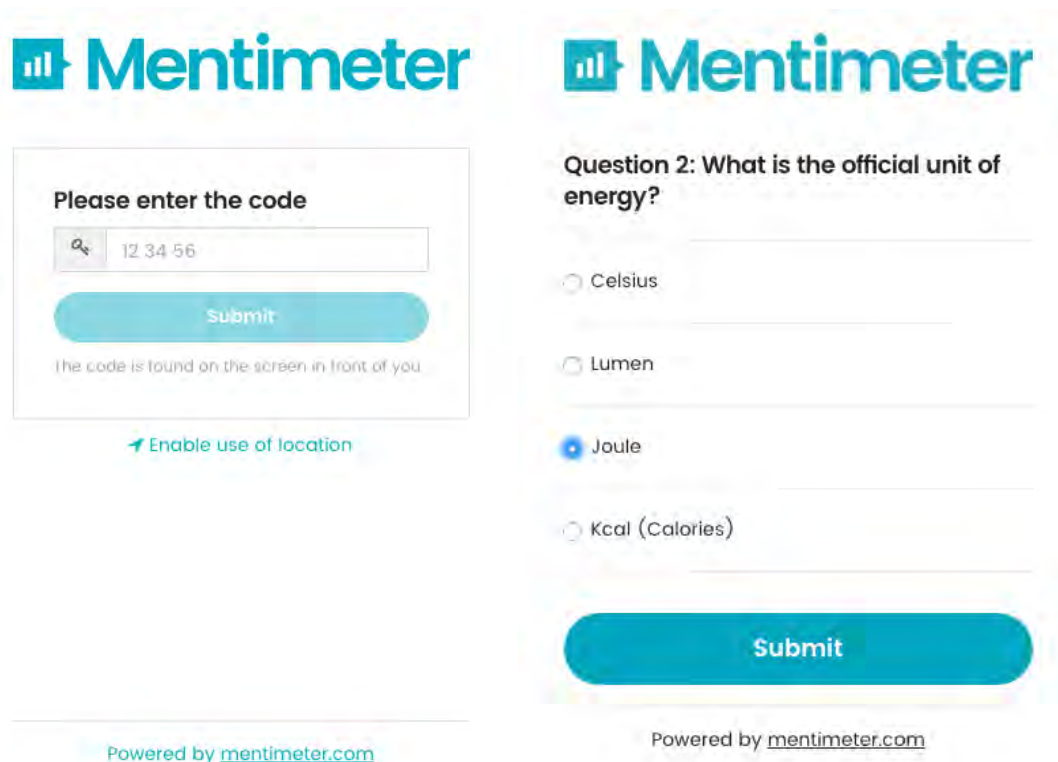 Mentimeter
Please enter the code
12 34 56
Submit
The code is found on the screen in front of you
Enable use of location
Powered by mentimeter.com
Mentimeter
Question 2: What is the official unit of
energy?
Celsius
Lumen
Joule
Kcal (Calories)
Submit
Powered by mentimeter.com